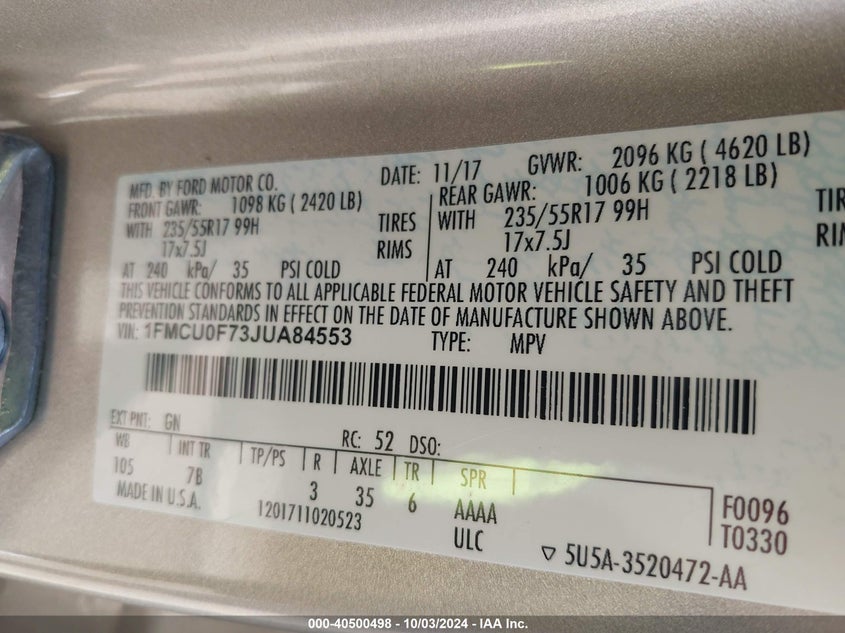 MFD. BY FORD MOTOR CO. DATE: 11/17 GVWR: 2096 KG ( 4620 LB)
FRONT GAWR: 1098 KG ( 2420 LB) REAR GAWR: 1006 KG ( 2218 LB)
WITH 235/55R17 99H TIRES WITH 235/55R17 99H
17x7.5J RIMS 17x7.5J
AT 240 kPa/ 35 PSI COLD AT 240 kPa/ 35 PSI COLD
THIS VEHICLE CONFORMS TO ALL APPLICABLE FEDERAL MOTOR VEHICLE SAFETY AND THEFT
PREVENTION STANDARDS IN EFFECT ON THE DATE OF MANUFACTURE SHOWN ABOVE.
VIN: 1FMCU0F73JUA84553 TYPE: MPV
EXT PNT: GN RC: 52 DSO:
WB INT TR TP/PS R AXLE TR SPR
105 7B 3 35 6 AAAA F0096
MADE IN U.S.A. 1201711020523 ULC T0330
5U5A-3520472-AA
000-40500498 - 10/03/2024 - IAA Inc.